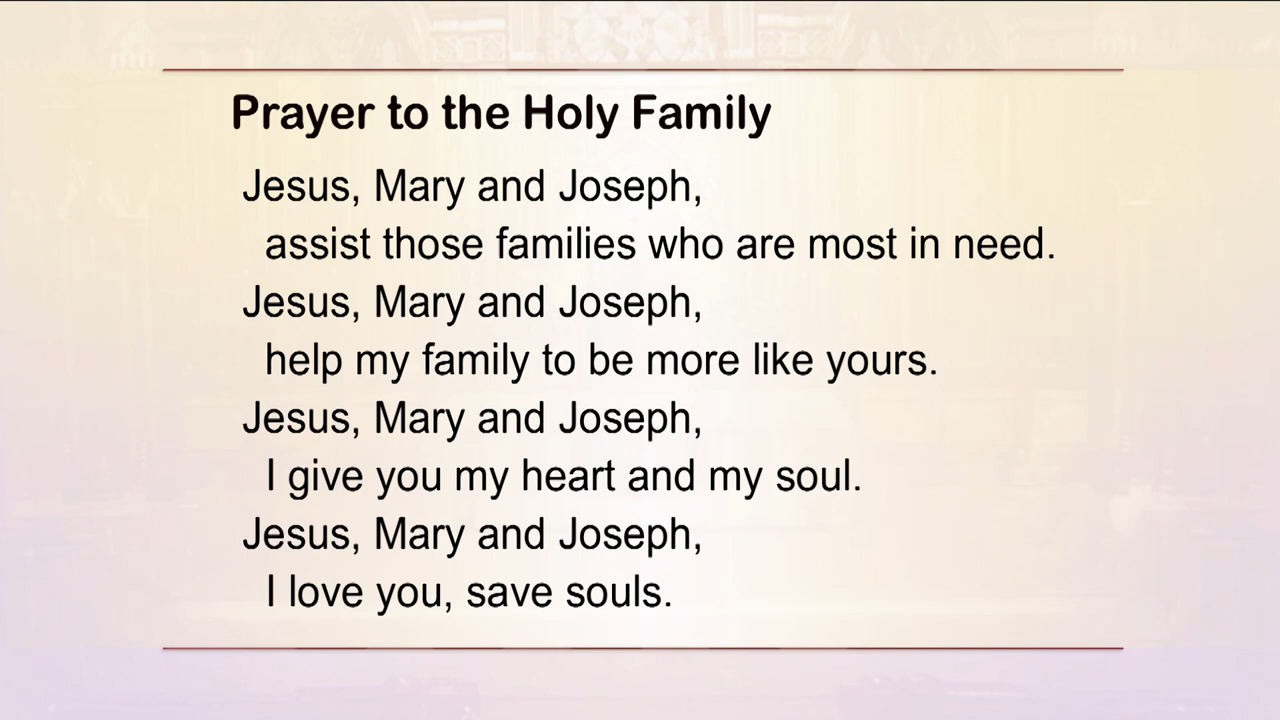 Prayer to the Holy Family
Jesus, Mary and Joseph,
assist those families who are most in need.
Jesus, Mary and Joseph,
help my family to be more like yours.
Jesus, Mary and Joseph,
I give you my heart and my soul.
Jesus, Mary and Joseph,
I love you, save souls.